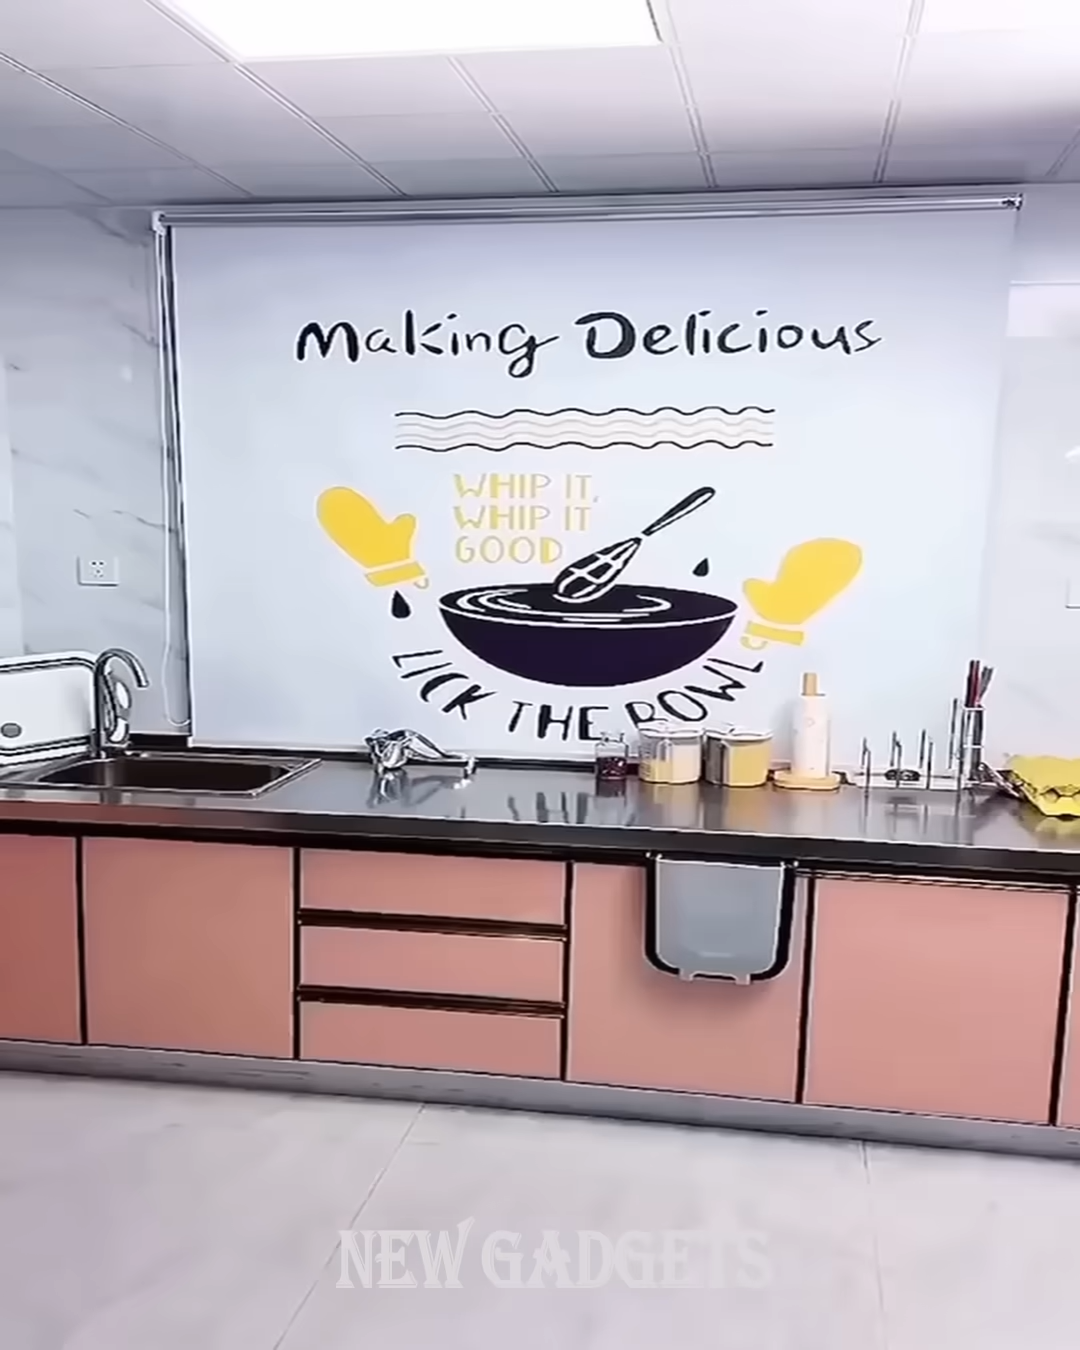 Making Delicious
WHIP IT,
WHIP IT
GOOD
LICK THE BOWL
NEW GADGETS